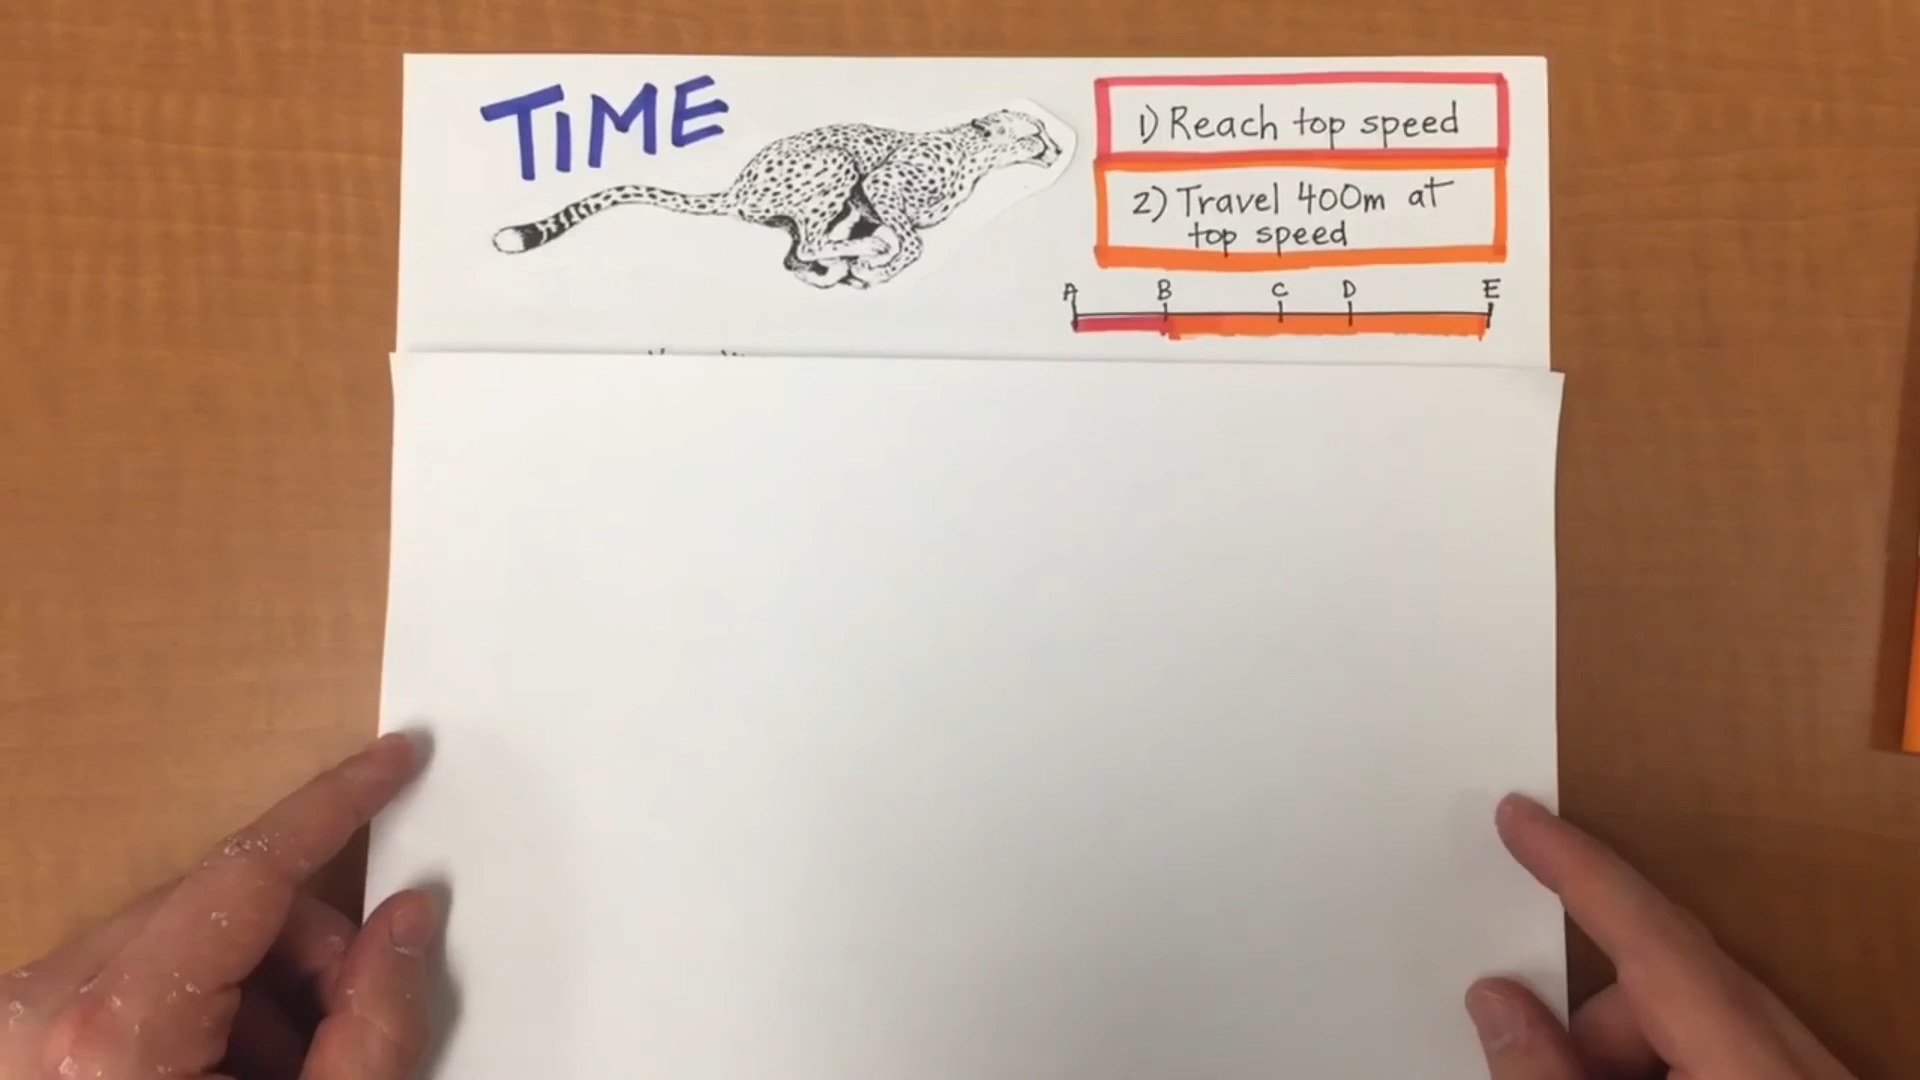 TIME
1) Reach top speed
2) Travel 400m at
top speed
A B C D E